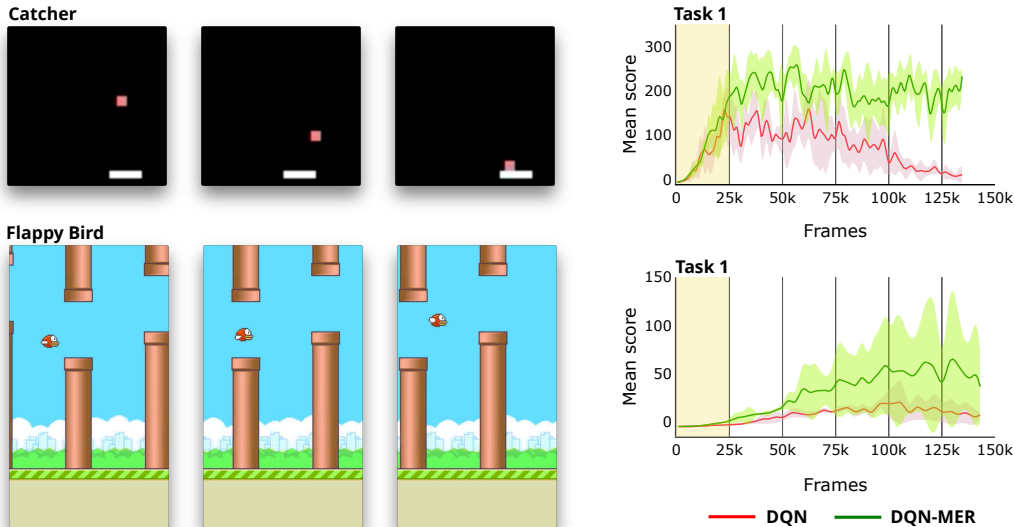 Catcher
Flappy Bird
Task 1
Mean score
300
200
100
0
0
25k
50k
75k
100k
125k
150k
Frames
Task 1
Mean score
150
100
50
0
0
25k
50k
75k
100k
125k
150k
Frames
DQN
DQN-MER